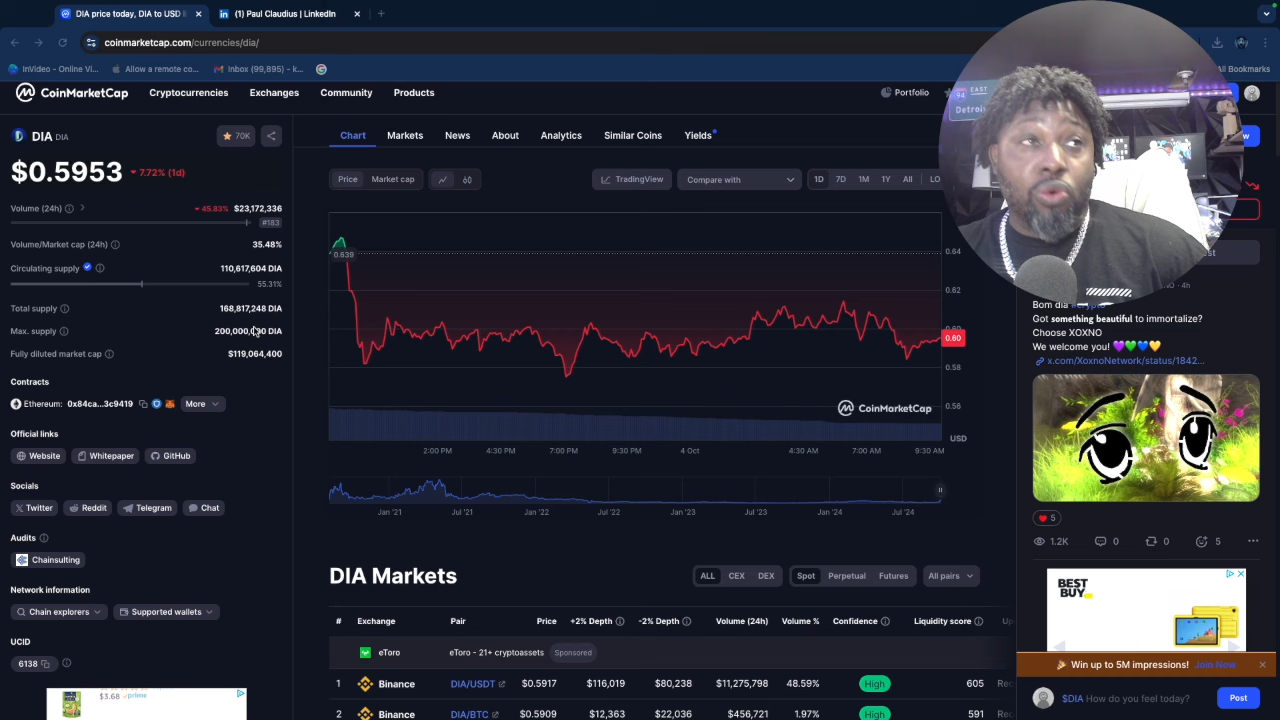 DIA price today, DIA to USD l
(1) Paul Claudius | LinkedIn
coinmarketcap.com/currencies/dia/
InVideo - Online Vi...
Allow a remote co...
Inbox (99,895) - k...
All Bookmarks
CoinMarketCap
Cryptocurrencies
Exchanges
Community
Products
Portfolio
94 EAST
Detroit
DIA DIA
70K
Chart
Markets
News
About
Analytics
Similar Coins
Yields
$0.5953
7.72% (1d)
Price
Market cap
TradingView
Compare with
1D
7D
1M
1Y
All
LO
Volume (24h)
45.83% $23,172,336
#183
Volume/Market cap (24h)
35.48%
Circulating supply
110,617,604 DIA
55.31%
Total supply
168,817,248 DIA
Max. supply
DIA
Fully diluted market cap
$119,064,400
Contracts
Ethereum: 0x84ca...3c9419
More
Official links
Website
Whitepaper
GitHub
Socials
Twitter
Reddit
Telegram
Chat
Audits
Chainsulting
Network information
Chain explorers
Supported wallets
UCID
6138
$3.68 prime
0.639
0.64
0.62
0.60
0.58
0.56
CoinMarketCap
USD
2:00 PM
4:30 PM
7:00 PM
9:30 PM
4 Oct
4:30 AM
7:00 AM
9:30 AM
Jan '21
Jul '21
Jan '22
Jul '22
Jan '23
Jul '23
Jan '24
Jul '24
DIA Markets
ALL
CEX
DEX
Spot
Perpetual
Futures
All pairs
#
Exchange
Pair
Price
+2% Depth
-2% Depth
Volume (24h)
Volume %
Confidence
Liquidity score
eToro
eToro - 21+ cryptoassets
Sponsored
1
Binance
DIA/USDT
$0.5917
$116,019
48.59%
High
605
Rec
2
Binance
DIA/BTC
$0.5909
$12,363
$22,036
$456,721
1.97%
High
591
Rec
4h
Bom dia
Got something beautiful to immortalize?
Choose XOXNO
We welcome you!
x.com/XoxnoNetwork/status/1842...
5
1.2K
0
0
5
BEST
BUY
Win up to 5M impressions! Join Now
$DIA How do you feel today?
Post